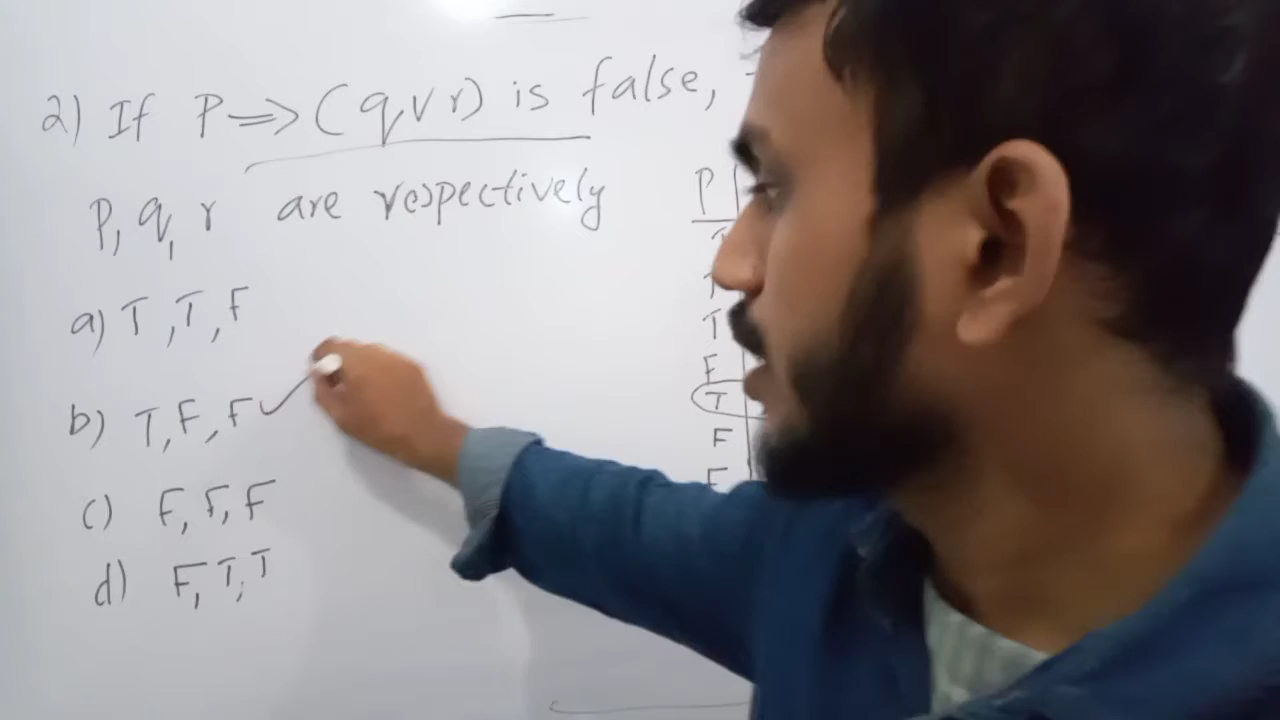 2) If P => (q ∨ r) is false,
P, q, r are respectively
a) T, T, F
b) T, F, F ✓
c) F, F, F
d) F, T, T
P
T
T
T
F
T
F
F